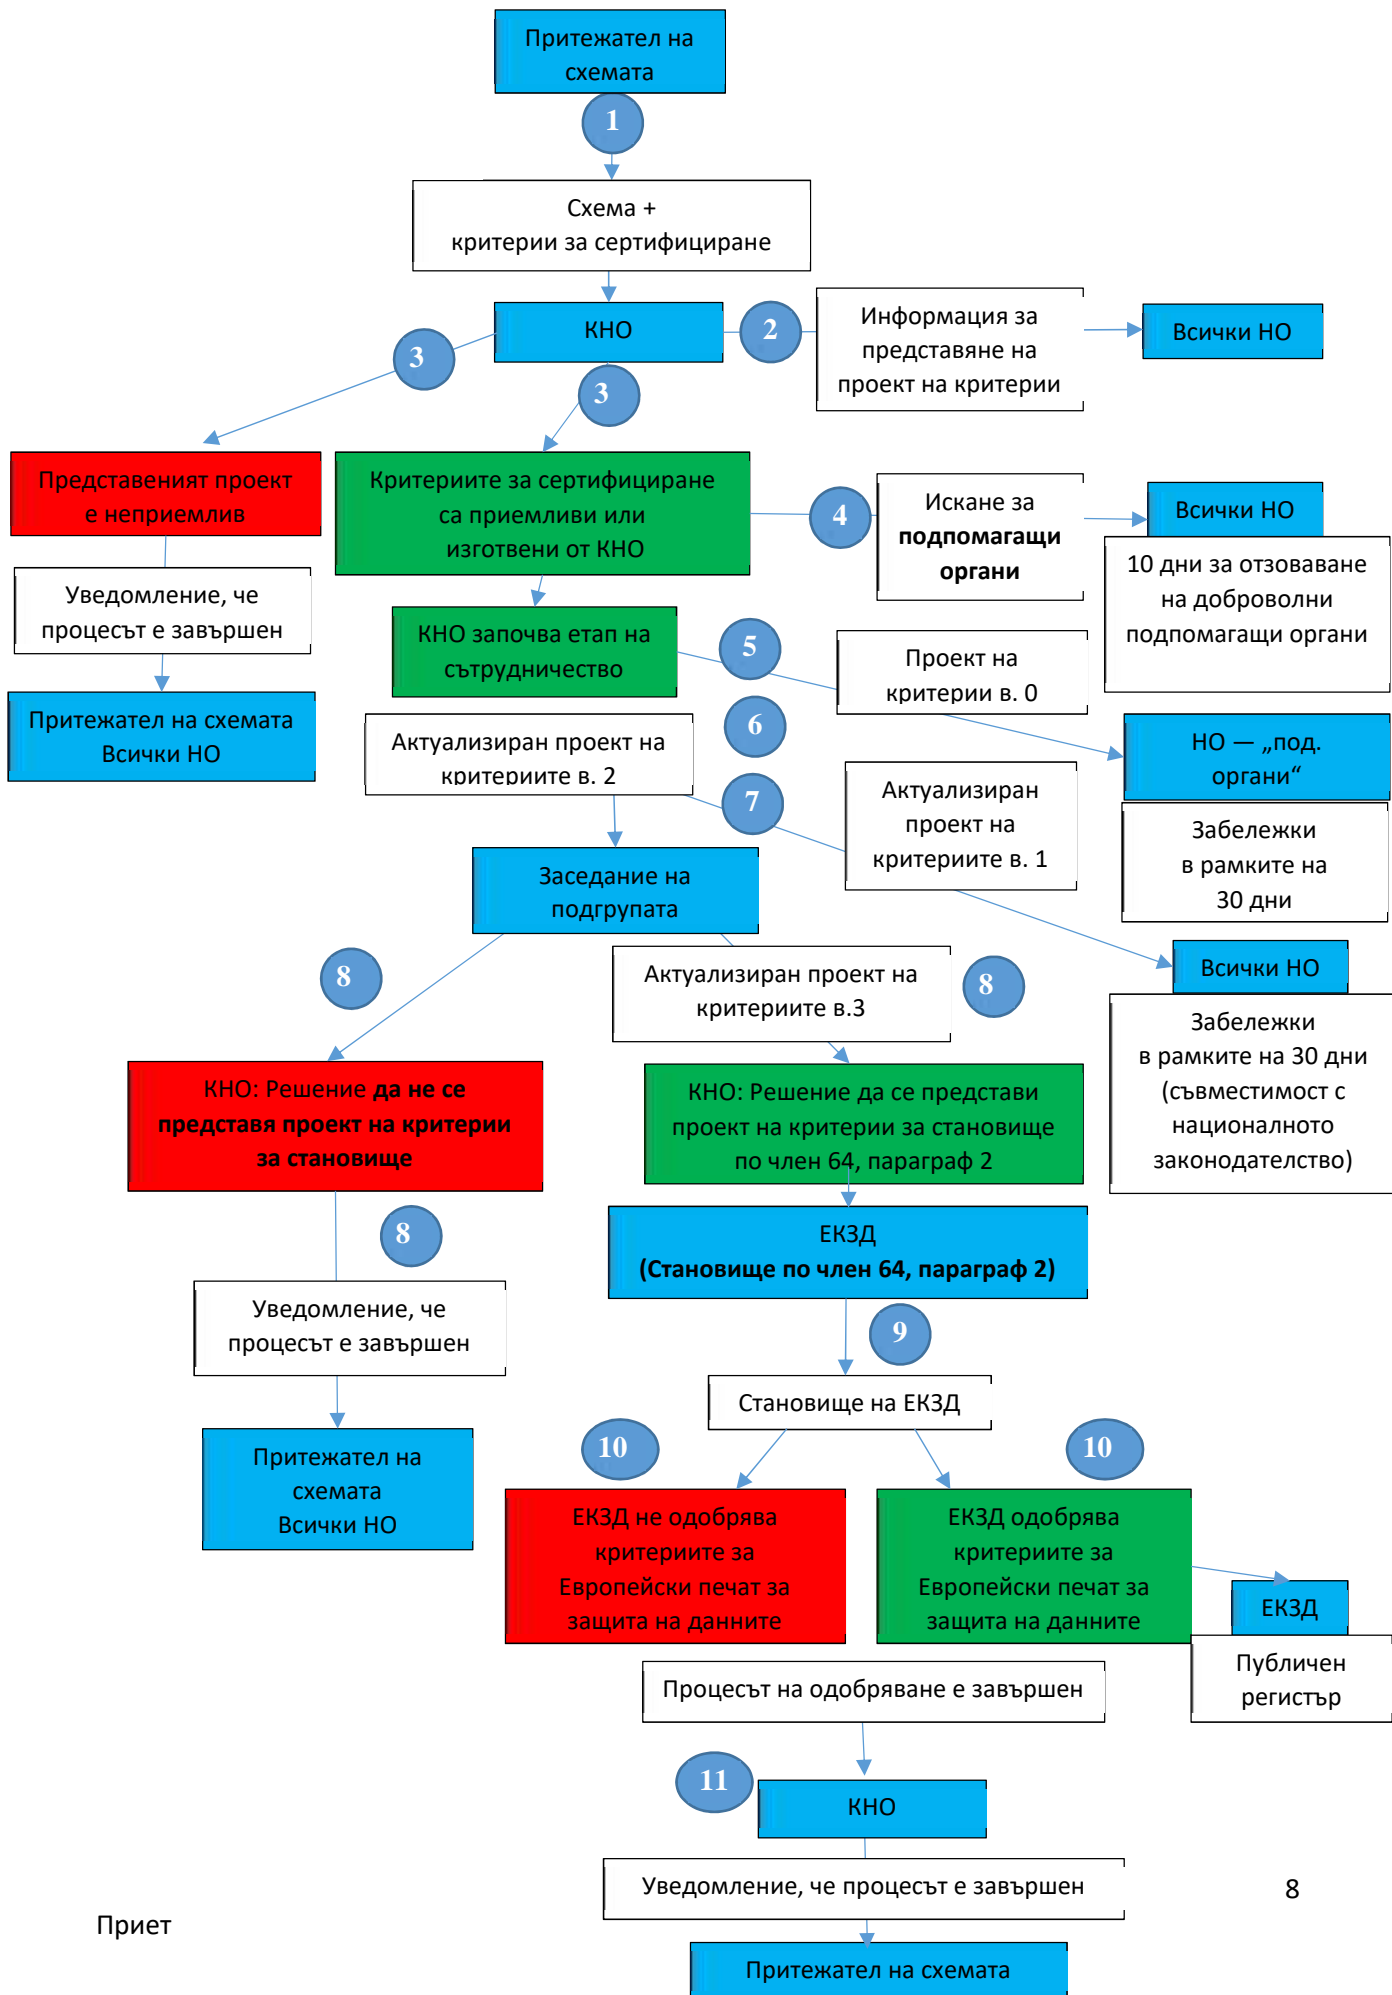 Притежател на
схемата
1
Схема +
критерии за сертифициране
КНО
2
Информация за
представяне на
проект на критерии
Всички НО
3
3
Представеният проект
е неприемлив
Критериите за сертифициране
са приемливи или
изготвени от КНО
4
Искане за
подпомагащи
органи
Всички НО
10 дни за отзоваване
на доброволни
подпомагащи органи
Уведомление, че
процесът е завършен
КНО започва етап на
сътрудничество
5
Проект на
критерии в. 0
Притежател на схемата
Всички НО
Актуализиран проект на
критериите в. 2
6
7
НО — „под.
органи“
Актуализиран
проект на
критериите в. 1
Забележки
в рамките на
30 дни
Заседание на
подгрупата
8
Актуализиран проект на
критериите в.3
8
Всички НО
Забележки
в рамките на 30 дни
(съвместимост с
националното
законодателство)
КНО: Решение да не се
представя проект на критерии
за становище
КНО: Решение да се представи
проект на критерии за становище
по член 64, параграф 2
8
ЕКЗД
(Становище по член 64, параграф 2)
Уведомление, че
процесът е завършен
9
Становище на ЕКЗД
Притежател на
схемата
Всички НО
10
10
ЕКЗД не одобрява
критериите за
Европейски печат за
защита на данните
ЕКЗД одобрява
критериите за
Европейски печат за
защита на данните
ЕКЗД
Публичен
регистър
Процесът на одобряване е завършен
11
КНО
Уведомление, че процесът е завършен
8
Приет
Притежател на схемата